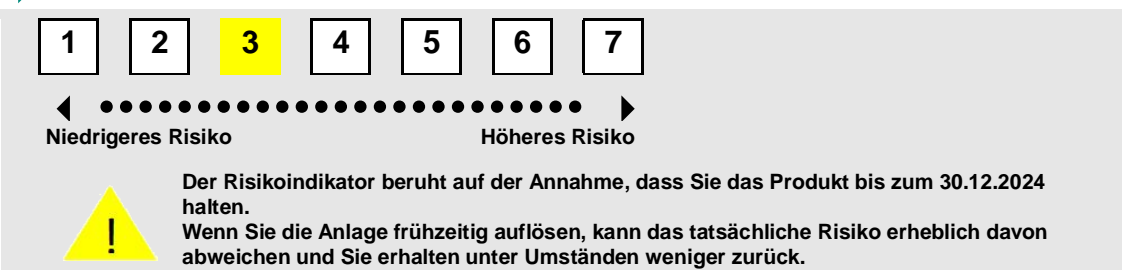 1 2 3 4 5 6 7
Niedrigeres Risiko Höheres Risiko
Der Risikoindikator beruht auf der Annahme, dass Sie das Produkt bis zum 30.12.2024
halten.
Wenn Sie die Anlage frühzeitig auflösen, kann das tatsächliche Risiko erheblich davon
abweichen und Sie erhalten unter Umständen weniger zurück.
!